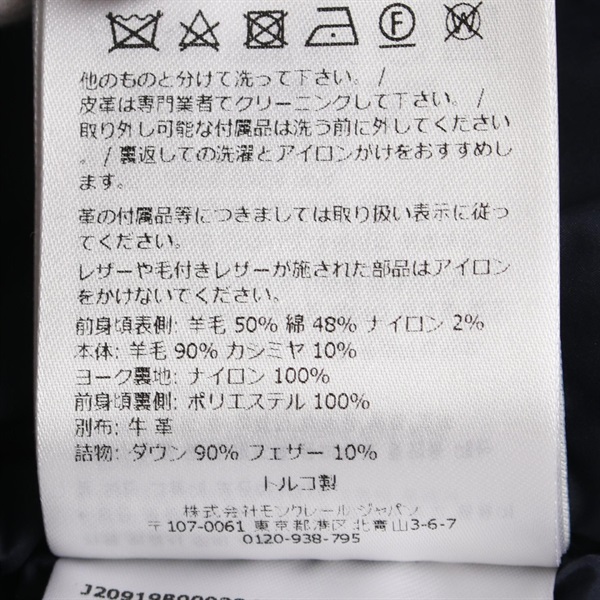 他のものと分けて洗って下さい。/
皮革は専門業者でクリーニングしてください。/
取り外し可能な付属品は洗う前に外してください
。/ 裏返しての洗濯とアイロンかけをおすすめし
ます。
革の付属品等につきましては取り扱い表示に従っ
てください。
レザーや毛付きレザーが施された部品はアイロン
をかけないでください。
前身頃表側: 羊毛 50% 綿 48% ナイロン 2%
本体: 羊毛 90% カシミヤ 10%
ヨーク裏地: ナイロン 100%
前身頃裏側: ポリエステル 100%
別布: 牛革
詰物: ダウン 90% フェザー 10%
トルコ製
株式会社モンクレール・ジャパン
〒107-0061 東京都港区北青山3-6-7
0120-938-795